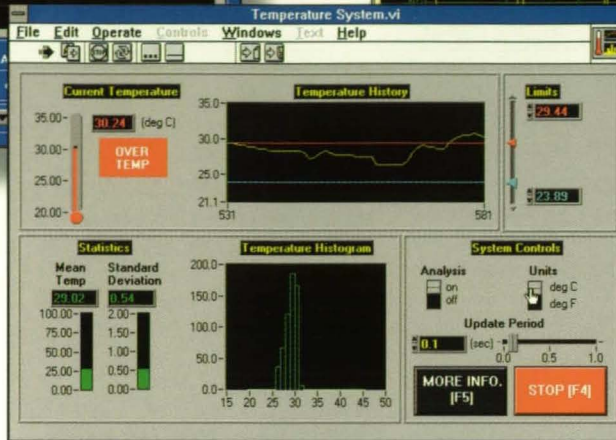 Temperature System.vi
File Edit Operate Controls Windows Text Help
Current Temperature
35.00
30.00
25.00
20.00
30.24 (deg C)
OVER
TEMP
Temperature History
35.0
30.0
25.0
21.1
531 581
Limits
29.44
23.89
Statistics
Mean
Temp
Standard
Deviation
29.02 0.54
100.00 2.00
75.00 1.50
50.00 1.00
25.00 0.50
0.00 0.00
Temperature Histogram
200.0
150.0
100.0
50.0
0.0
15 20 25 30 35 40 45 50
System Controls
Analysis
on
off
Units
deg C
deg F
Update Period
0.1 (sec)
0.0 0.5 1.0
MORE INFO.
[F5]
STOP [F4]